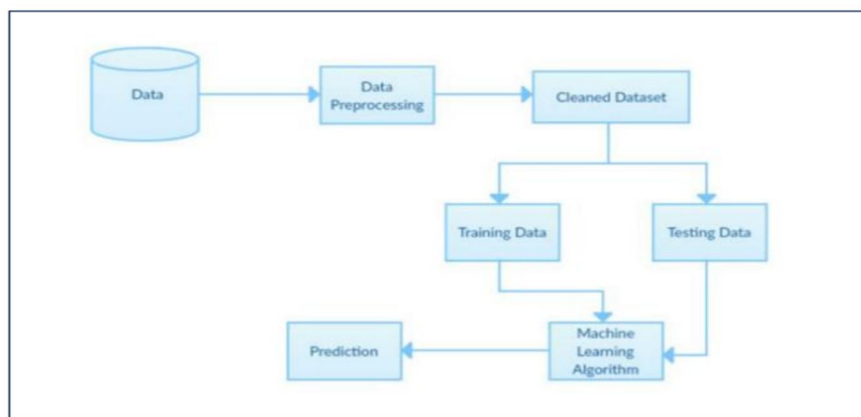 Data
Data
Preprocessing
Cleaned Dataset
Training Data
Testing Data
Machine
Learning
Algorithm
Prediction